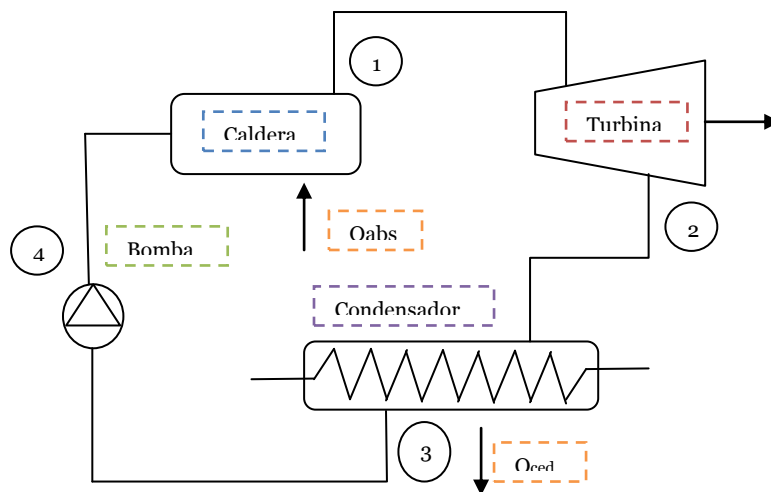 1
Caldera
Turbina
2
4
Bomba
Qabs
Condensador
3
Qced